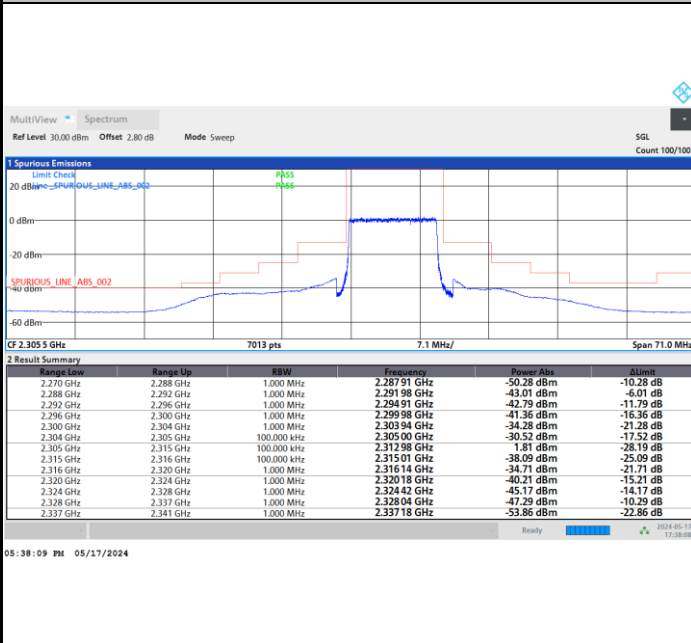 MultiView Spectrum
Ref Level 30.00 dBm Offset 2.80 dB Mode Sweep SGL
Count 100/100
1 Spurious Emissions
Limit Check PASS
20 dBm Line _SPURIOUS_LINE_ABS_002 PASS
0 dBm
-20 dBm
_SPURIOUS_LINE_ABS_002
-40 dBm
-60 dBm
CF 2.305 5 GHz 7013 pts 7.1 MHz/ Span 71.0 MHz
2 Result Summary
Range Low Range Up RBW Frequency Power Abs ΔLimit
2.270 GHz 2.288 GHz 1.000 MHz 2.287 91 GHz -50.28 dBm -10.28 dB
2.288 GHz 2.292 GHz 1.000 MHz 2.291 98 GHz -43.01 dBm -6.01 dB
2.292 GHz 2.296 GHz 1.000 MHz 2.294 91 GHz -42.79 dBm -11.79 dB
2.296 GHz 2.300 GHz 1.000 MHz 2.299 98 GHz -41.36 dBm -16.36 dB
2.300 GHz 2.304 GHz 1.000 MHz 2.303 94 GHz -34.28 dBm -21.28 dB
2.304 GHz 2.305 GHz 100.000 kHz 2.305 00 GHz -30.52 dBm -17.52 dB
2.305 GHz 2.315 GHz 100.000 kHz 2.312 98 GHz 1.81 dBm -28.19 dB
2.315 GHz 2.316 GHz 100.000 kHz 2.315 01 GHz -38.09 dBm -25.09 dB
2.316 GHz 2.320 GHz 1.000 MHz 2.316 14 GHz -34.71 dBm -21.71 dB
2.320 GHz 2.324 GHz 1.000 MHz 2.320 18 GHz -40.21 dBm -15.21 dB
2.324 GHz 2.328 GHz 1.000 MHz 2.324 42 GHz -45.17 dBm -14.17 dB
2.328 GHz 2.337 GHz 1.000 MHz 2.328 04 GHz -47.29 dBm -10.29 dB
2.337 GHz 2.341 GHz 1.000 MHz 2.337 18 GHz -53.86 dBm -22.86 dB
Ready 2024-05-17
17:38:08
05:38:09 PM 05/17/2024